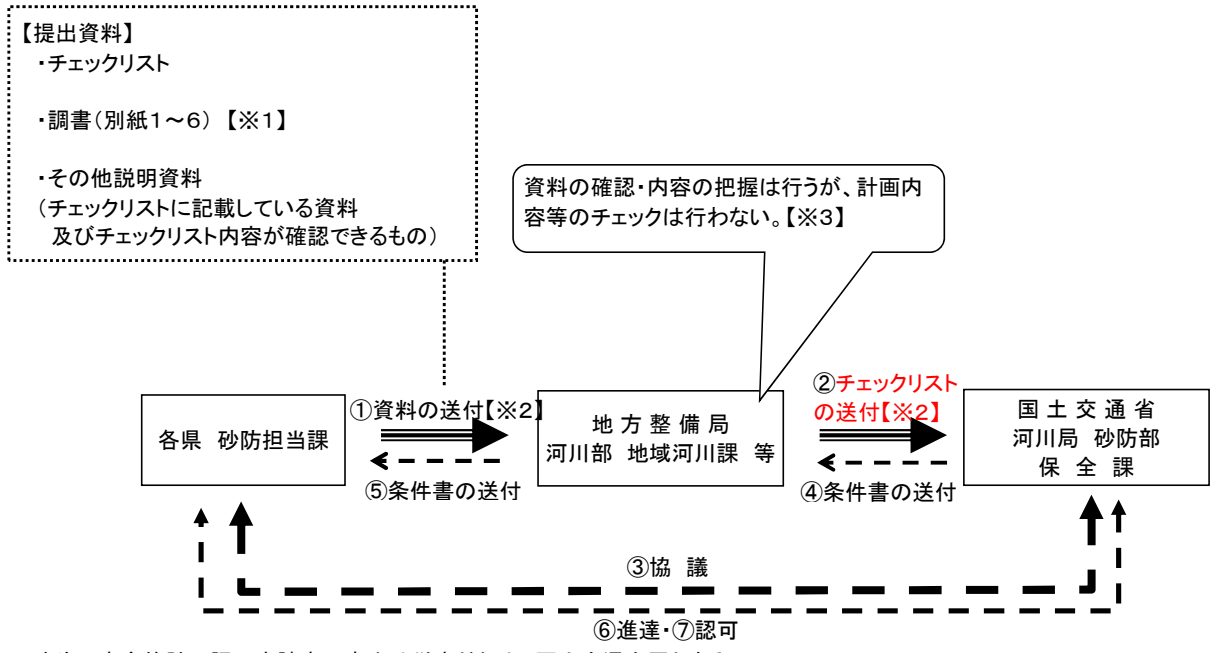 【提出資料】
・チェックリスト
・調書(別紙1~6) 【※1】
・その他説明資料
(チェックリストに記載している資料
及びチェックリスト内容が確認できるもの)
資料の確認・内容の把握は行うが、計画内
容等のチェックは行わない。【※3】
各県 砂防担当課
①資料の送付【※2】
⑤条件書の送付
地 方 整 備 局
河川部 地域河川課 等
②チェックリスト
の送付【※2】
④条件書の送付
国 土 交 通 省
河川局 砂防部
保 全 課
③協 議
⑥進達・⑦認可